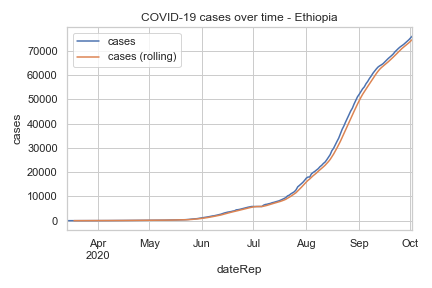 COVID-19 cases over time - Ethiopia
cases
cases (rolling)
70000
60000
50000
40000
30000
20000
10000
0
cases
Apr
2020
May
Jun
Jul
Aug
Sep
Oct
dateRep